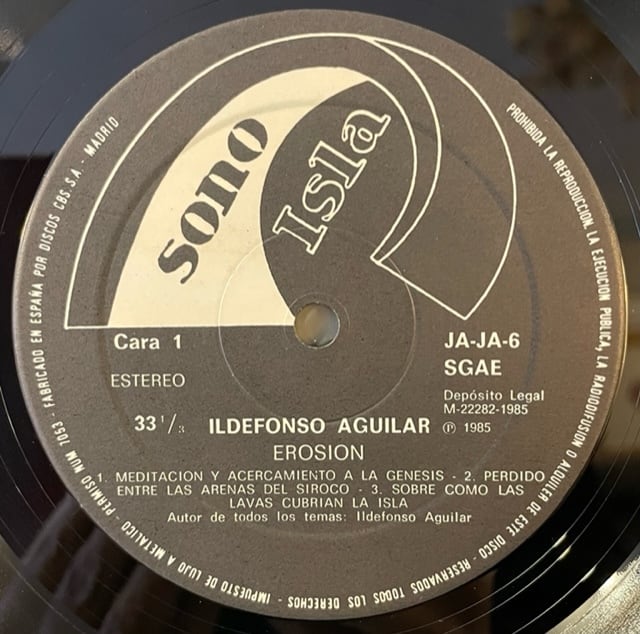 sono
Isla
Cara 1
JA-JA-6
SGAE
ESTEREO
Depósito Legal
M-22282-1985
33 1/3
ILDEFONSO AGUILAR
℗ 1985
EROSION
1. MEDITACION Y ACERCAMIENTO A LA GENESIS - 2. PERDIDO
ENTRE LAS ARENAS DEL SIROCO - 3. SOBRE COMO LAS
LAVAS CUBRIAN LA ISLA
Autor de todos los temas: Ildefonso Aguilar
PROHIBIDA LA REPRODUCCION, LA EJECUCION PUBLICA, LA RADIODIFUSION O ALQUILER DE ESTE DISCO - RESERVADOS TODOS LOS DERECHOS - IMPUESTO DE LUJO A METALICO - PERMISO NUM 1053 - FABRICADO EN ESPAÑA POR DISCOS CBS. S.A. - MADRID